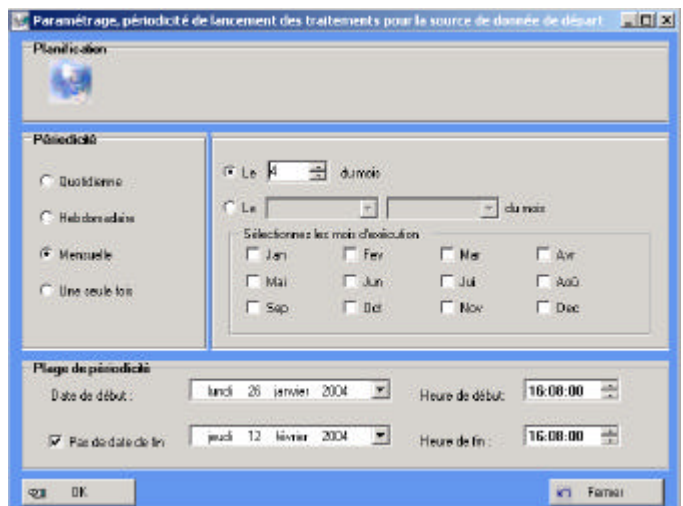 Paramétrage, périodicité de lancement des traitements pour la source de donnée de départ
Planification
Périodicité
Quotidienne
Hebdomadaire
Mensuelle
Une seule fois
Le 4 du mois
Le du mois
Sélectionnez les mois d'exécution
Jan Fev Mar Avr
Mai Jun Jui Aoû
Sep Oct Nov Dec
Plage de périodicité
Date de début : lundi 26 janvier 2004 Heure de début: 16:08:00
Pas de date de fin jeudi 12 février 2004 Heure de fin : 16:08:00
OK Fermer